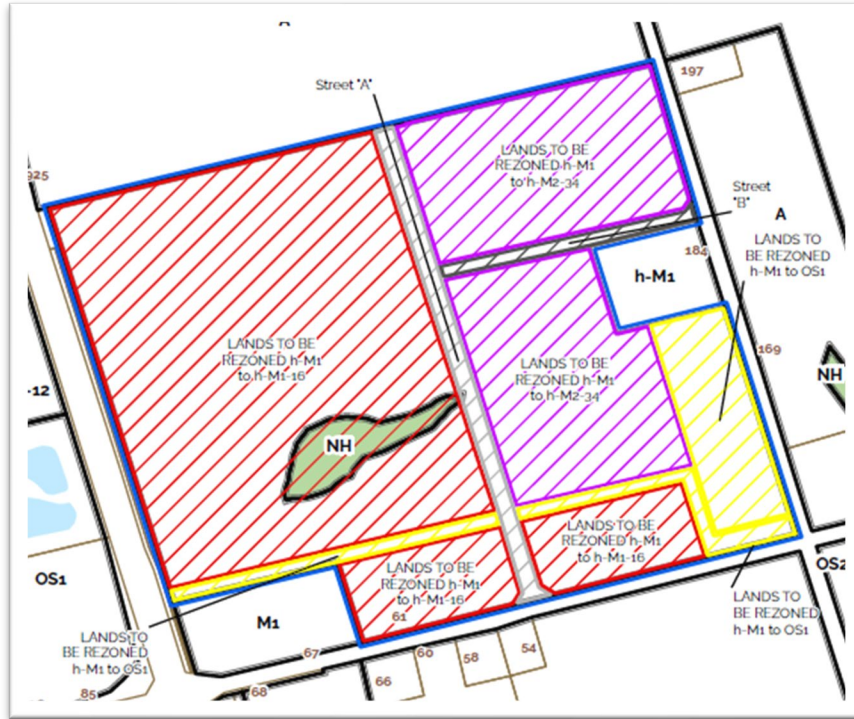 Street "A"
197
LANDS TO BE
REZONED h-M1
to h-M2-34
925
Street
"B"
A
184
LANDS TO
BE REZONED
h-M1 to OS1
h-M1
LANDS TO BE
REZONED h-M1
to h-M1-16
LANDS TO BE
REZONED h-M1
to h-M2-34
169
NH
-12
NH
LANDS TO BE
REZONED h-M1
to h-M1-16
OS1
OS2
LANDS TO BE
REZONED h-M1
to h-M1-16
61
M1
LANDS TO
BE REZONED
h-M1 to OS1
LANDS TO
BE REZONED
h-M1 to OS1
67
60
58
54
66
68
85